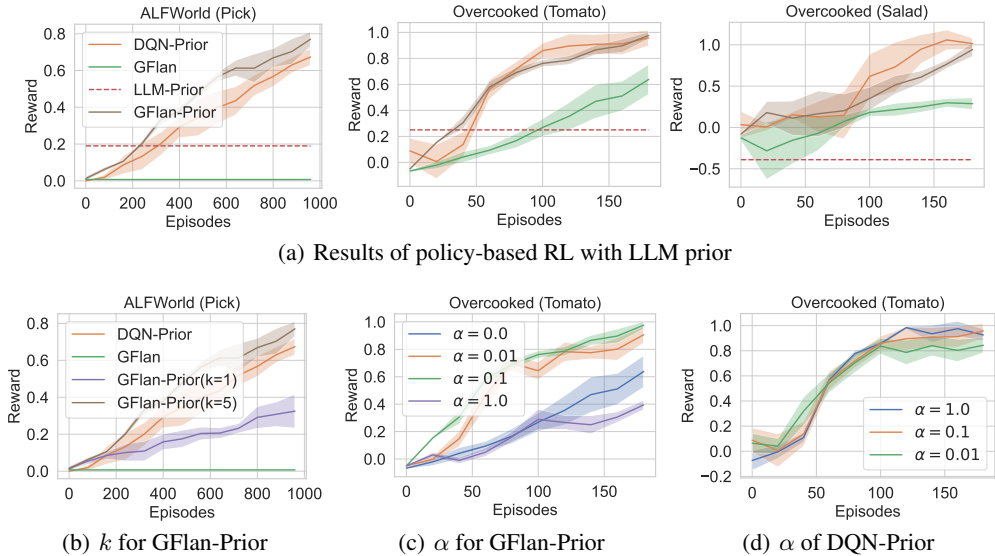 ALFWorld (Pick)
Reward
0.8
0.6
0.4
0.2
0.0
DQN-Prior
GFlan
LLM-Prior
GFlan-Prior
0 200 400 600 800 1000
Episodes
Overcooked (Tomato)
Reward
1.0
0.8
0.6
0.4
0.2
0.0
0 50 100 150
Episodes
Overcooked (Salad)
Reward
1.0
0.5
0.0
−0.5
0 50 100 150
Episodes
(a) Results of policy-based RL with LLM prior
ALFWorld (Pick)
Reward
0.8
0.6
0.4
0.2
0.0
DQN-Prior
GFlan
GFlan-Prior(k=1)
GFlan-Prior(k=5)
0 200 400 600 800 1000
Episodes
(b) k for GFlan-Prior
Overcooked (Tomato)
Reward
1.0
0.8
0.6
0.4
0.2
0.0
α = 0.0
α = 0.01
α = 0.1
α = 1.0
0 50 100 150
Episodes
(c) α for GFlan-Prior
Overcooked (Tomato)
Reward
1.0
0.8
0.6
0.4
0.2
0.0
−0.2
α = 1.0
α = 0.1
α = 0.01
0 50 100 150
Episodes
(d) α of DQN-Prior